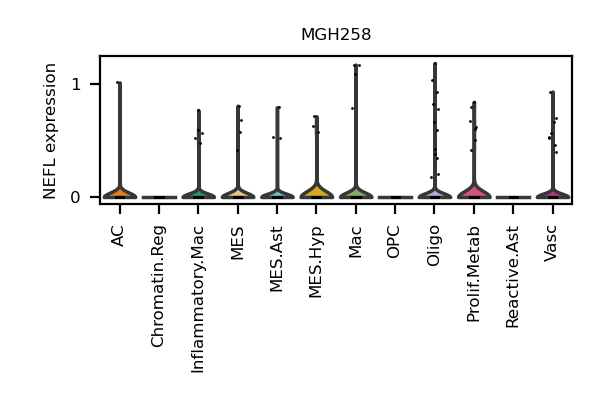 MGH258
NEFL expression
1
0
AC
Chromatin.Reg
Inflammatory.Mac
MES
MES.Ast
MES.Hyp
Mac
OPC
Oligo
Prolif.Metab
Reactive.Ast
Vasc